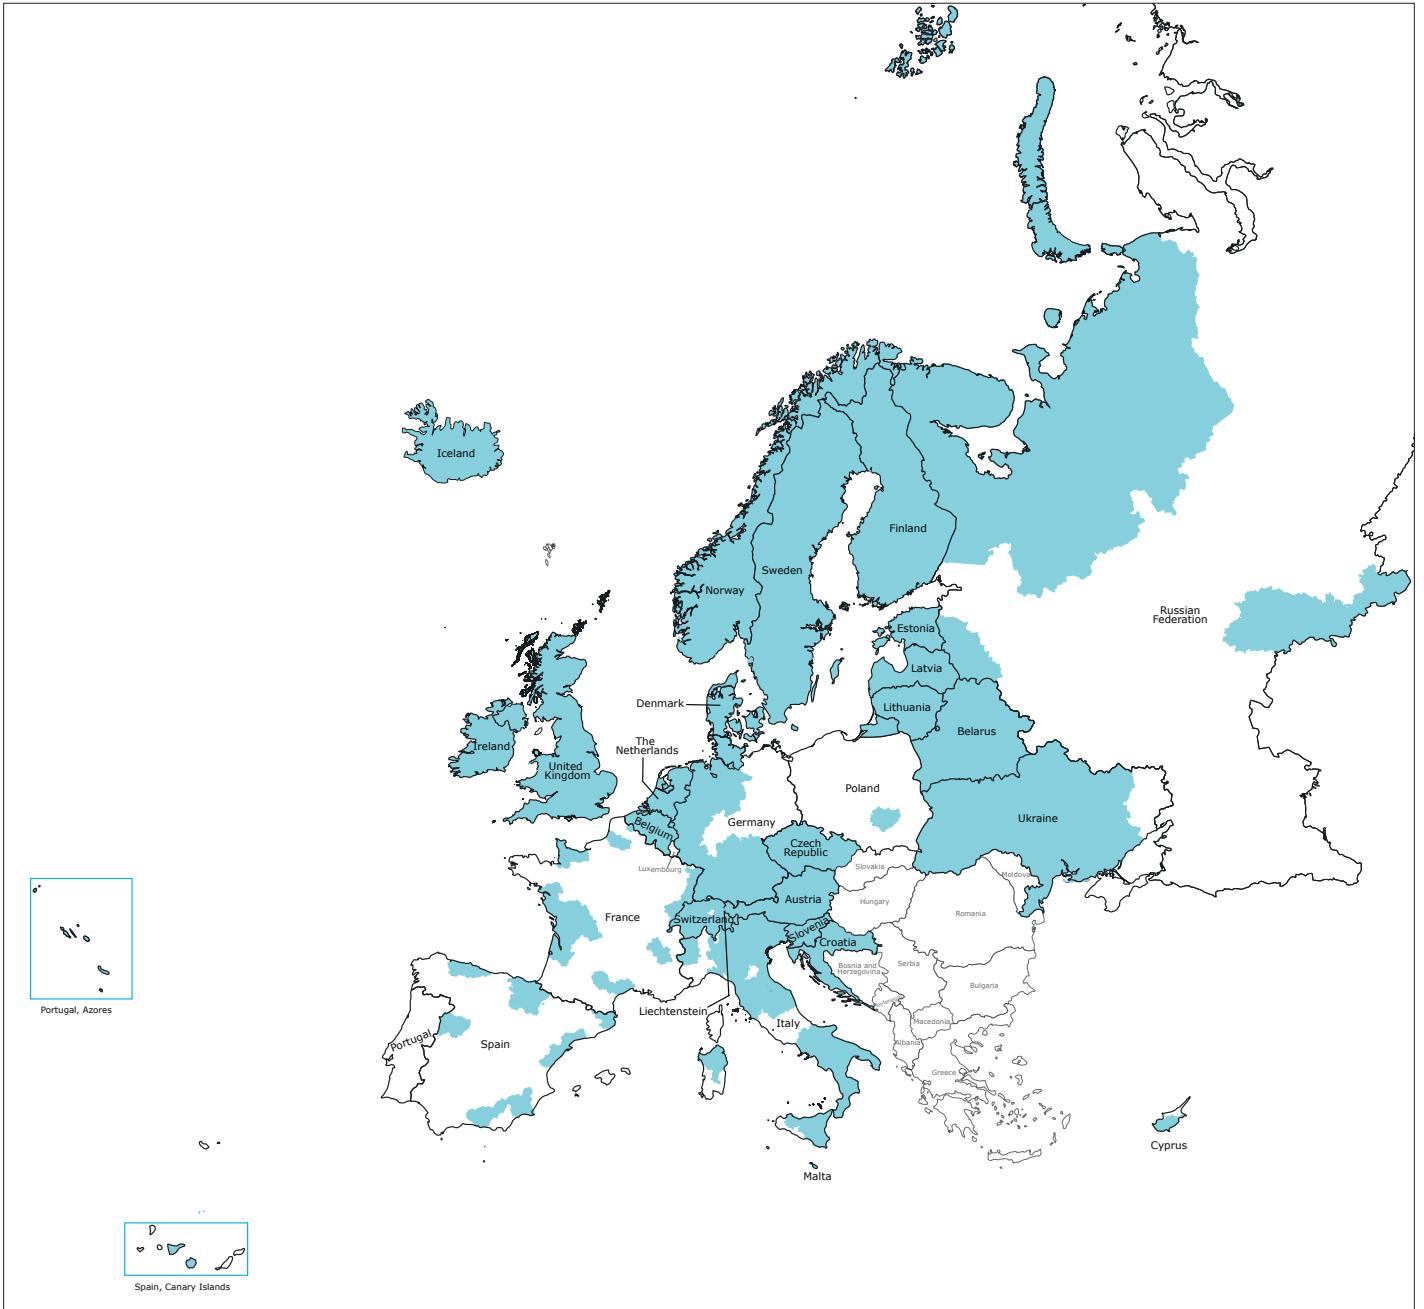 Iceland
Finland
Sweden
Norway
Russian
Federation
Estonia
Latvia
Denmark
Lithuania
Belarus
The
Netherlands
Ireland
United
Kingdom
Poland
Ukraine
Germany
Belgium
Czech
Republic
Luxembourg
Slovakia
Moldova
Austria
Hungary
France
Switzerland
Romania
Slovenia
Croatia
Bosnia and
Herzegovina
Serbia
Bulgaria
Portugal, Azores
Liechtenstein
Italy
Macedonia
Portugal
Spain
Albania
Greece
Cyprus
Malta
Spain, Canary Islands